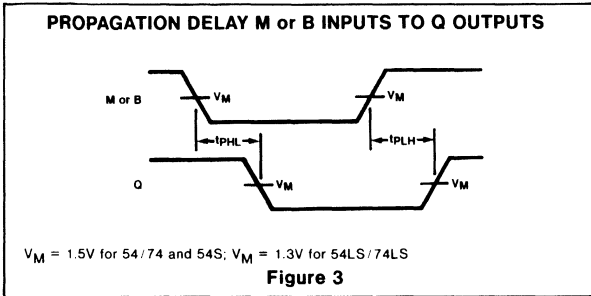 PROPAGATION DELAY M or B INPUTS TO Q OUTPUTS
M or B
VM
VM
tPHL
tPLH
Q
VM
VM
VM = 1.5V for 54/74 and 54S; VM = 1.3V for 54LS/74LS
Figure 3